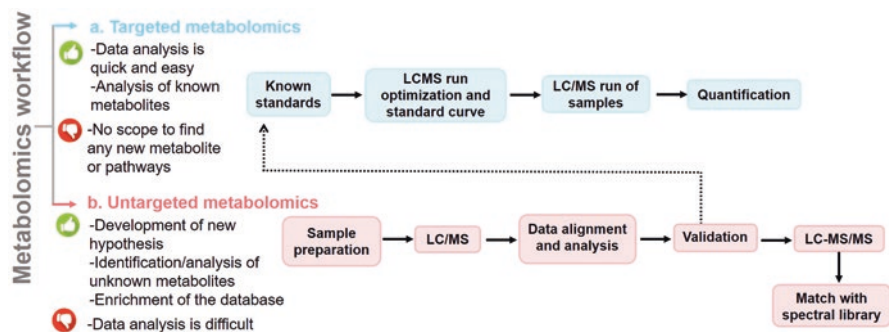 Metabolomics workflow
a. Targeted metabolomics
-Data analysis is
quick and easy
-Analysis of known
metabolites
-No scope to find
any new metabolite
or pathways
Known
standards
LCMS run
optimization and
standard curve
LC/MS run of
samples
Quantification
b. Untargeted metabolomics
-Development of new
hypothesis
-Identification/analysis of
unknown metabolites
-Enrichment of the database
-Data analysis is difficult
Sample
preparation
LC/MS
Data alignment
and analysis
Validation
LC-MS/MS
Match with
spectral library